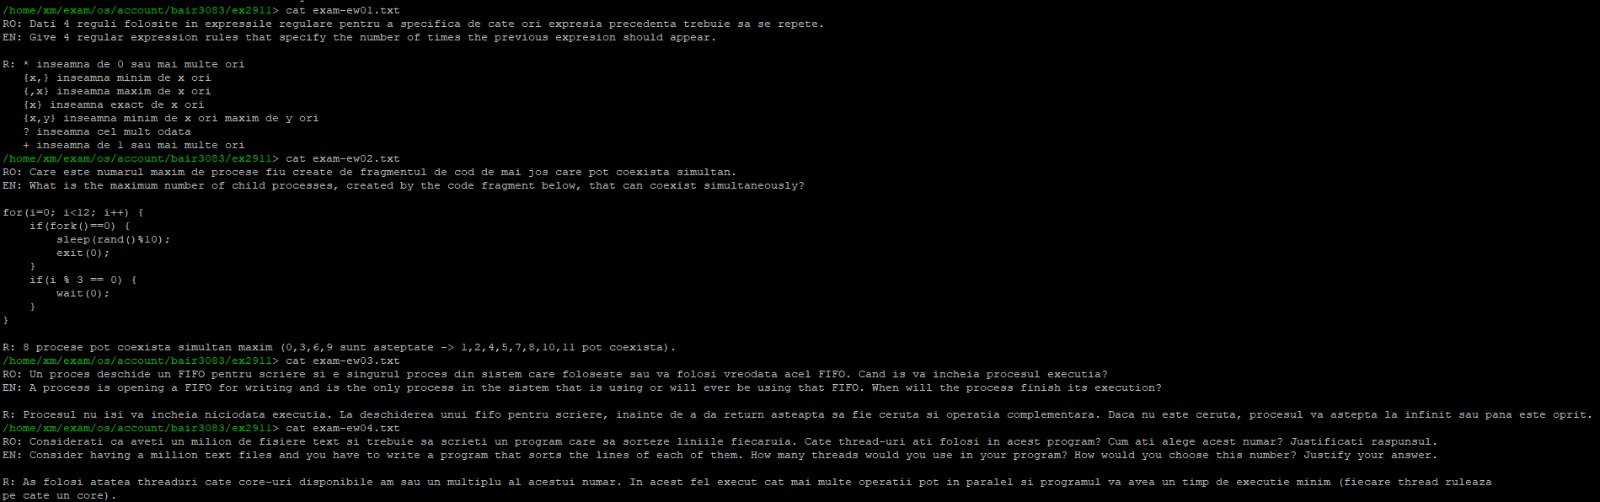 /home/xm/exam/os/account/bair3083/ex2911> cat exam-ew01.txt
RO: Dati 4 reguli folosite in expressile regulare pentru a specifica de cate ori expresia precedenta trebuie sa se repete.
EN: Give 4 regular expression rules that specify the number of times the previous expresion should appear.
R: * inseamna de 0 sau mai multe ori
{x,} inseamna minim de x ori
{,x} inseamna maxim de x ori
{x} inseamna exact de x ori
{x,y} inseamna minim de x ori maxim de y ori
? inseamna cel mult odata
+ inseamna de 1 sau mai multe ori
/home/xm/exam/os/account/bair3083/ex2911> cat exam-ew02.txt
RO: Care este numarul maxim de procese fiu create de fragmentul de cod de mai jos care pot coexista simultan.
EN: What is the maximum number of child processes, created by the code fragment below, that can coexist simultaneously?
for(i=0; i<12; i++) {
    if(fork()==0) {
        sleep(rand()%10);
        exit(0);
    }
    if(i % 3 == 0) {
        wait(0);
    }
}
R: 8 procese pot coexista simultan maxim (0,3,6,9 sunt asteptate -> 1,2,4,5,7,8,10,11 pot coexista).
/home/xm/exam/os/account/bair3083/ex2911> cat exam-ew03.txt
RO: Un proces deschide un FIFO pentru scriere si e singurul proces din sistem care foloseste sau va folosi vreodata acel FIFO. Cand is va incheia procesul executia?
EN: A process is opening a FIFO for writing and is the only process in the sistem that is using or will ever be using that FIFO. When will the process finish its execution?
R: Procesul nu isi va incheia niciodata executia. La deschiderea unui fifo pentru scriere, inainte de a da return asteapta sa fie ceruta si operatia complementara. Daca nu este ceruta, procesul va astepta la infinit sau pana este oprit.
/home/xm/exam/os/account/bair3083/ex2911> cat exam-ew04.txt
RO: Considerati ca aveti un milion de fisiere text si trebuie sa scrieti un program care sa sorteze liniile fiecaruia. Cate thread-uri ati folosi in acest program? Cum ati alege acest numar? Justificati raspunsul.
EN: Consider having a million text files and you have to write a program that sorts the lines of each of them. How many threads would you use in your program? How would you choose this number? Justify your answer.
R: As folosi atatea threaduri cate core-uri disponibile am sau un multiplu al acestui numar. In acest fel execut cat mai multe operatii pot in paralel si programul va avea un timp de executie minim (fiecare thread ruleaza
pe cate un core).